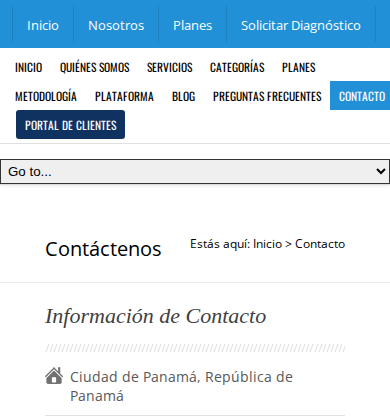 Inicio Nosotros Planes Solicitar Diagnóstico
INICIO QUIÉNES SOMOS SERVICIOS CATEGORÍAS PLANES
METODOLOGÍA PLATAFORMA BLOG PREGUNTAS FRECUENTES CONTACTO
PORTAL DE CLIENTES
Go to...
Contáctenos Estás aquí: Inicio > Contacto
Información de Contacto
Ciudad de Panamá, República de
Panamá